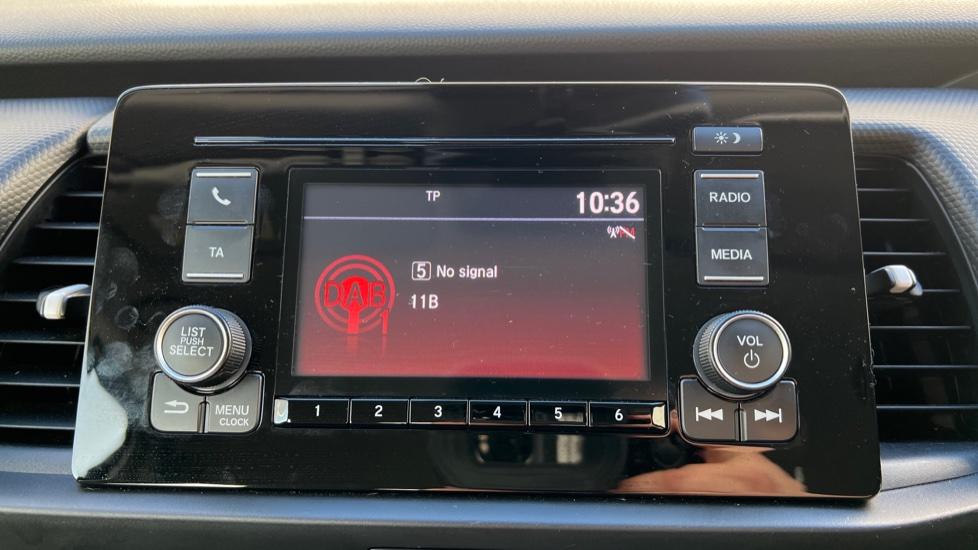 TP
10:36
FM
5 No signal
DAB
1
11B
TA
LIST
PUSH
SELECT
MENU
CLOCK
1 2 3 4 5 6
RADIO
MEDIA
VOL